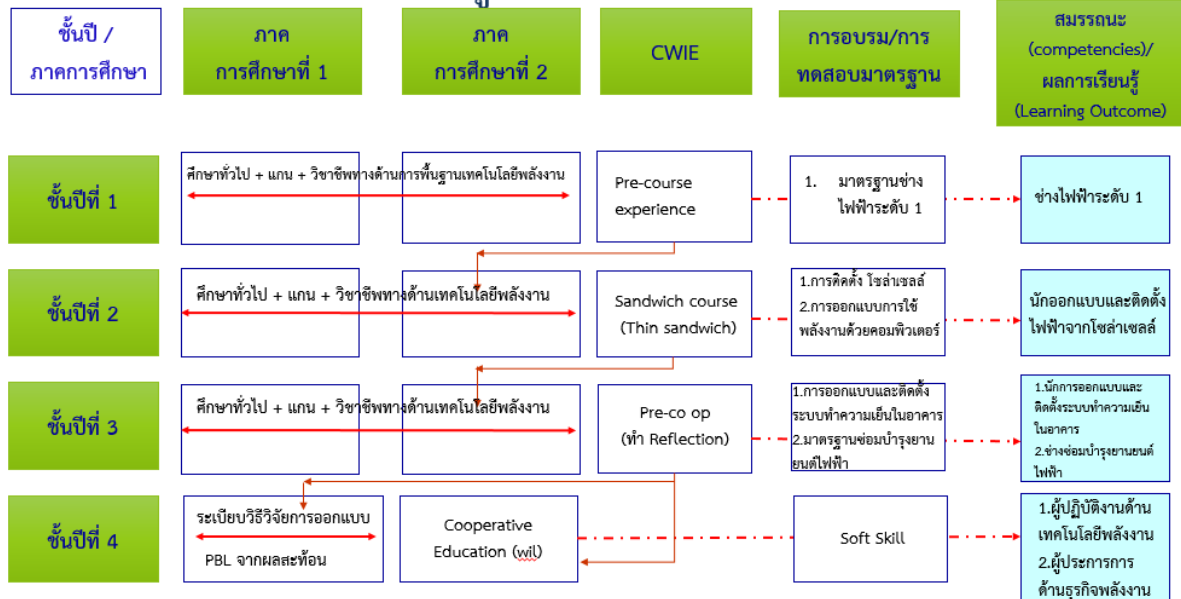 ชั้นปี /
ภาคการศึกษา
ภาค
การศึกษาที่ 1
ภาค
การศึกษาที่ 2
CWIE
การอบรม/การ
ทดสอบมาตรฐาน
สมรรถนะ
(competencies)/
ผลการเรียนรู้
(Learning Outcome)
ชั้นปีที่ 1
ศึกษาทั่วไป + แกน + วิชาชีพทางด้านการพื้นฐานเทคโนโลยีพลังงาน
Pre-course
experience
1. มาตรฐานช่าง
ไฟฟ้าระดับ 1
ช่างไฟฟ้าระดับ 1
ชั้นปีที่ 2
ศึกษาทั่วไป + แกน + วิชาชีพทางด้านเทคโนโลยีพลังงาน
Sandwich course
(Thin sandwich)
1.การติดตั้ง โซล่าเซลล์
2.การออกแบบการใช้
พลังงานด้วยคอมพิวเตอร์
นักออกแบบและติดตั้ง
ไฟฟ้าจากโซล่าเซลล์
ชั้นปีที่ 3
ศึกษาทั่วไป + แกน + วิชาชีพทางด้านเทคโนโลยีพลังงาน
Pre-co op
(ทำ Reflection)
1.การออกแบบและติดตั้ง
ระบบทำความเย็นในอาคาร
2.มาตรฐานซ่อมบำรุงยาน
ยนต์ไฟฟ้า
1.นักการออกแบบและ
ติดตั้งระบบทำความเย็น
ในอาคาร
2.ช่างซ่อมบำรุงยานยนต์
ไฟฟ้า
ชั้นปีที่ 4
ระเบียบวิธีวิจัยการออกแบบ
PBL จากผลสะท้อน
Cooperative
Education (wil)
Soft Skill
1.ผู้ปฏิบัติงานด้าน
เทคโนโลยีพลังงาน
2.ผู้ประการการ
ด้านธุรกิจพลังงาน